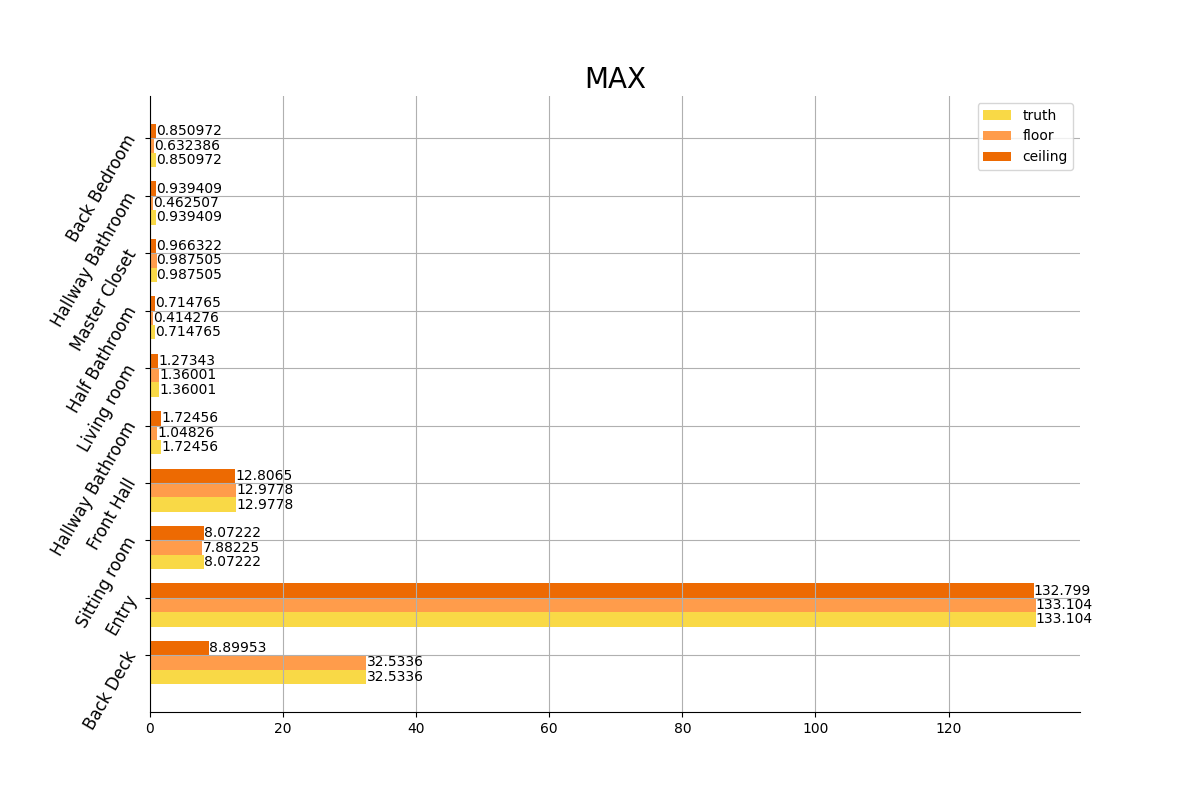 MAX
truth
floor
ceiling
Back Bedroom
0.850972
0.632386
0.850972
Hallway Bathroom
0.939409
0.462507
0.939409
Master Closet
0.966322
0.987505
0.987505
Half Bathroom
0.714765
0.414276
0.714765
Living room
1.27343
1.36001
1.36001
Hallway Bathroom
1.72456
1.04826
1.72456
Front Hall
12.8065
12.9778
12.9778
Sitting room
8.07222
7.88225
8.07222
Entry
132.799
133.104
133.104
Back Deck
8.89953
32.5336
32.5336
0 20 40 60 80 100 120